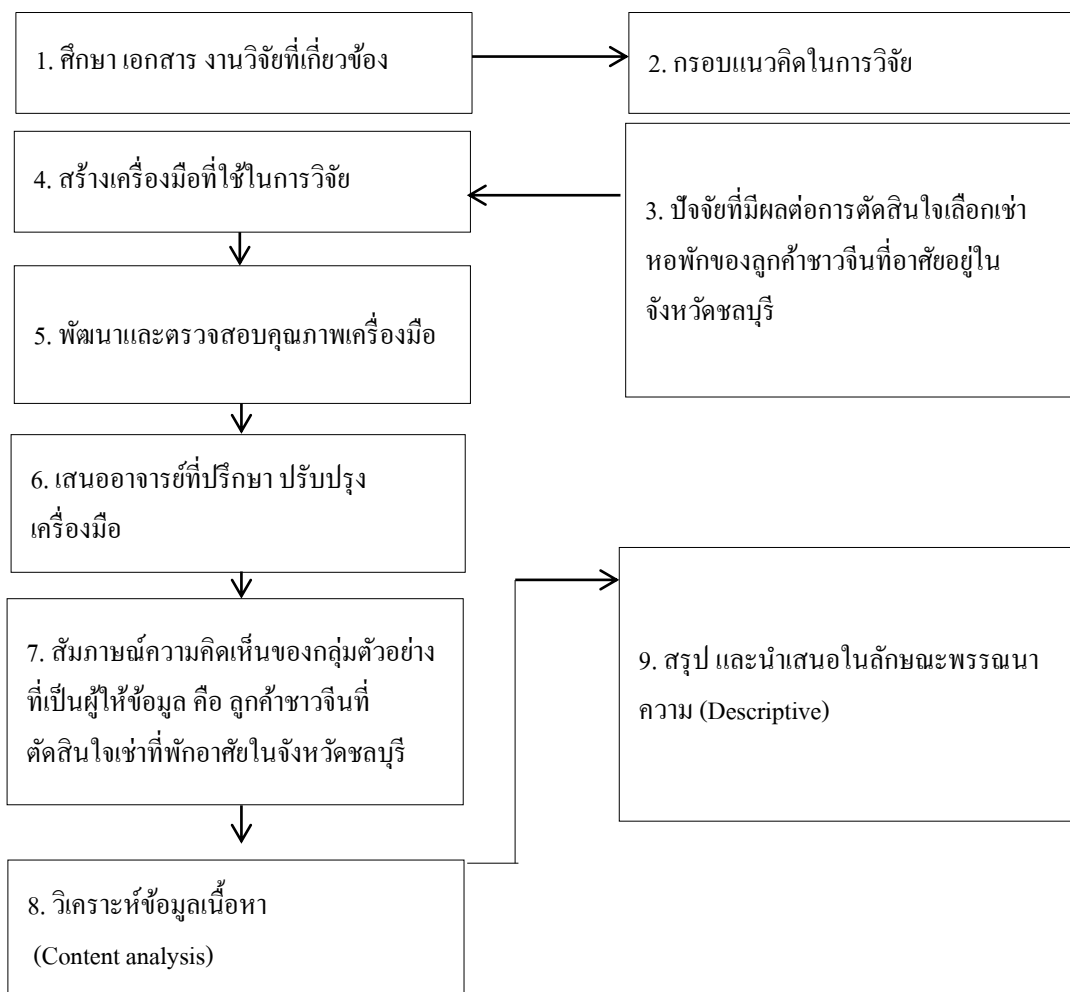 1. ศึกษา เอกสาร งานวิจัยที่เกี่ยวข้อง
2. กรอบแนวคิดในการวิจัย
3. ปัจจัยที่มีผลต่อการตัดสินใจเลือกเช่า
หอพักของลูกค้าชาวจีนที่อาศัยอยู่ใน
จังหวัดชลบุรี
4. สร้างเครื่องมือที่ใช้ในการวิจัย
5. พัฒนาและตรวจสอบคุณภาพเครื่องมือ
6. เสนออาจารย์ที่ปรึกษา ปรับปรุง
เครื่องมือ
7. สัมภาษณ์ความคิดเห็นของกลุ่มตัวอย่าง
ที่เป็นผู้ให้ข้อมูล คือ ลูกค้าชาวจีนที่
ตัดสินใจเช่าที่พักอาศัยในจังหวัดชลบุรี
8. วิเคราะห์ข้อมูลเนื้อหา
(Content analysis)
9. สรุป และนำเสนอในลักษณะพรรณนา
ความ (Descriptive)